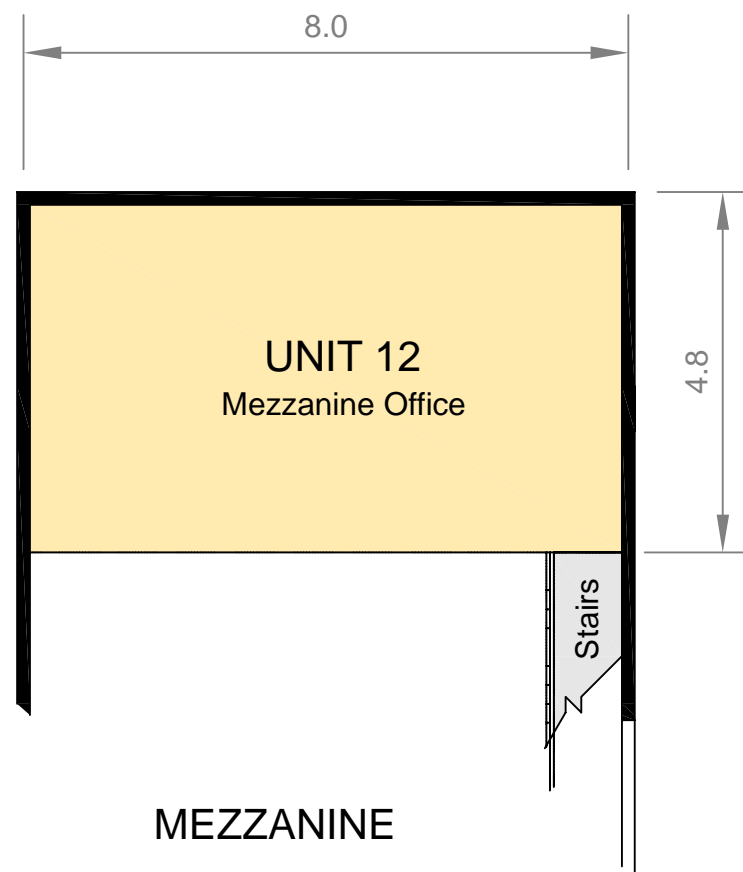 8.0
UNIT 12
Mezzanine Office
4.8
Stairs
MEZZANINE